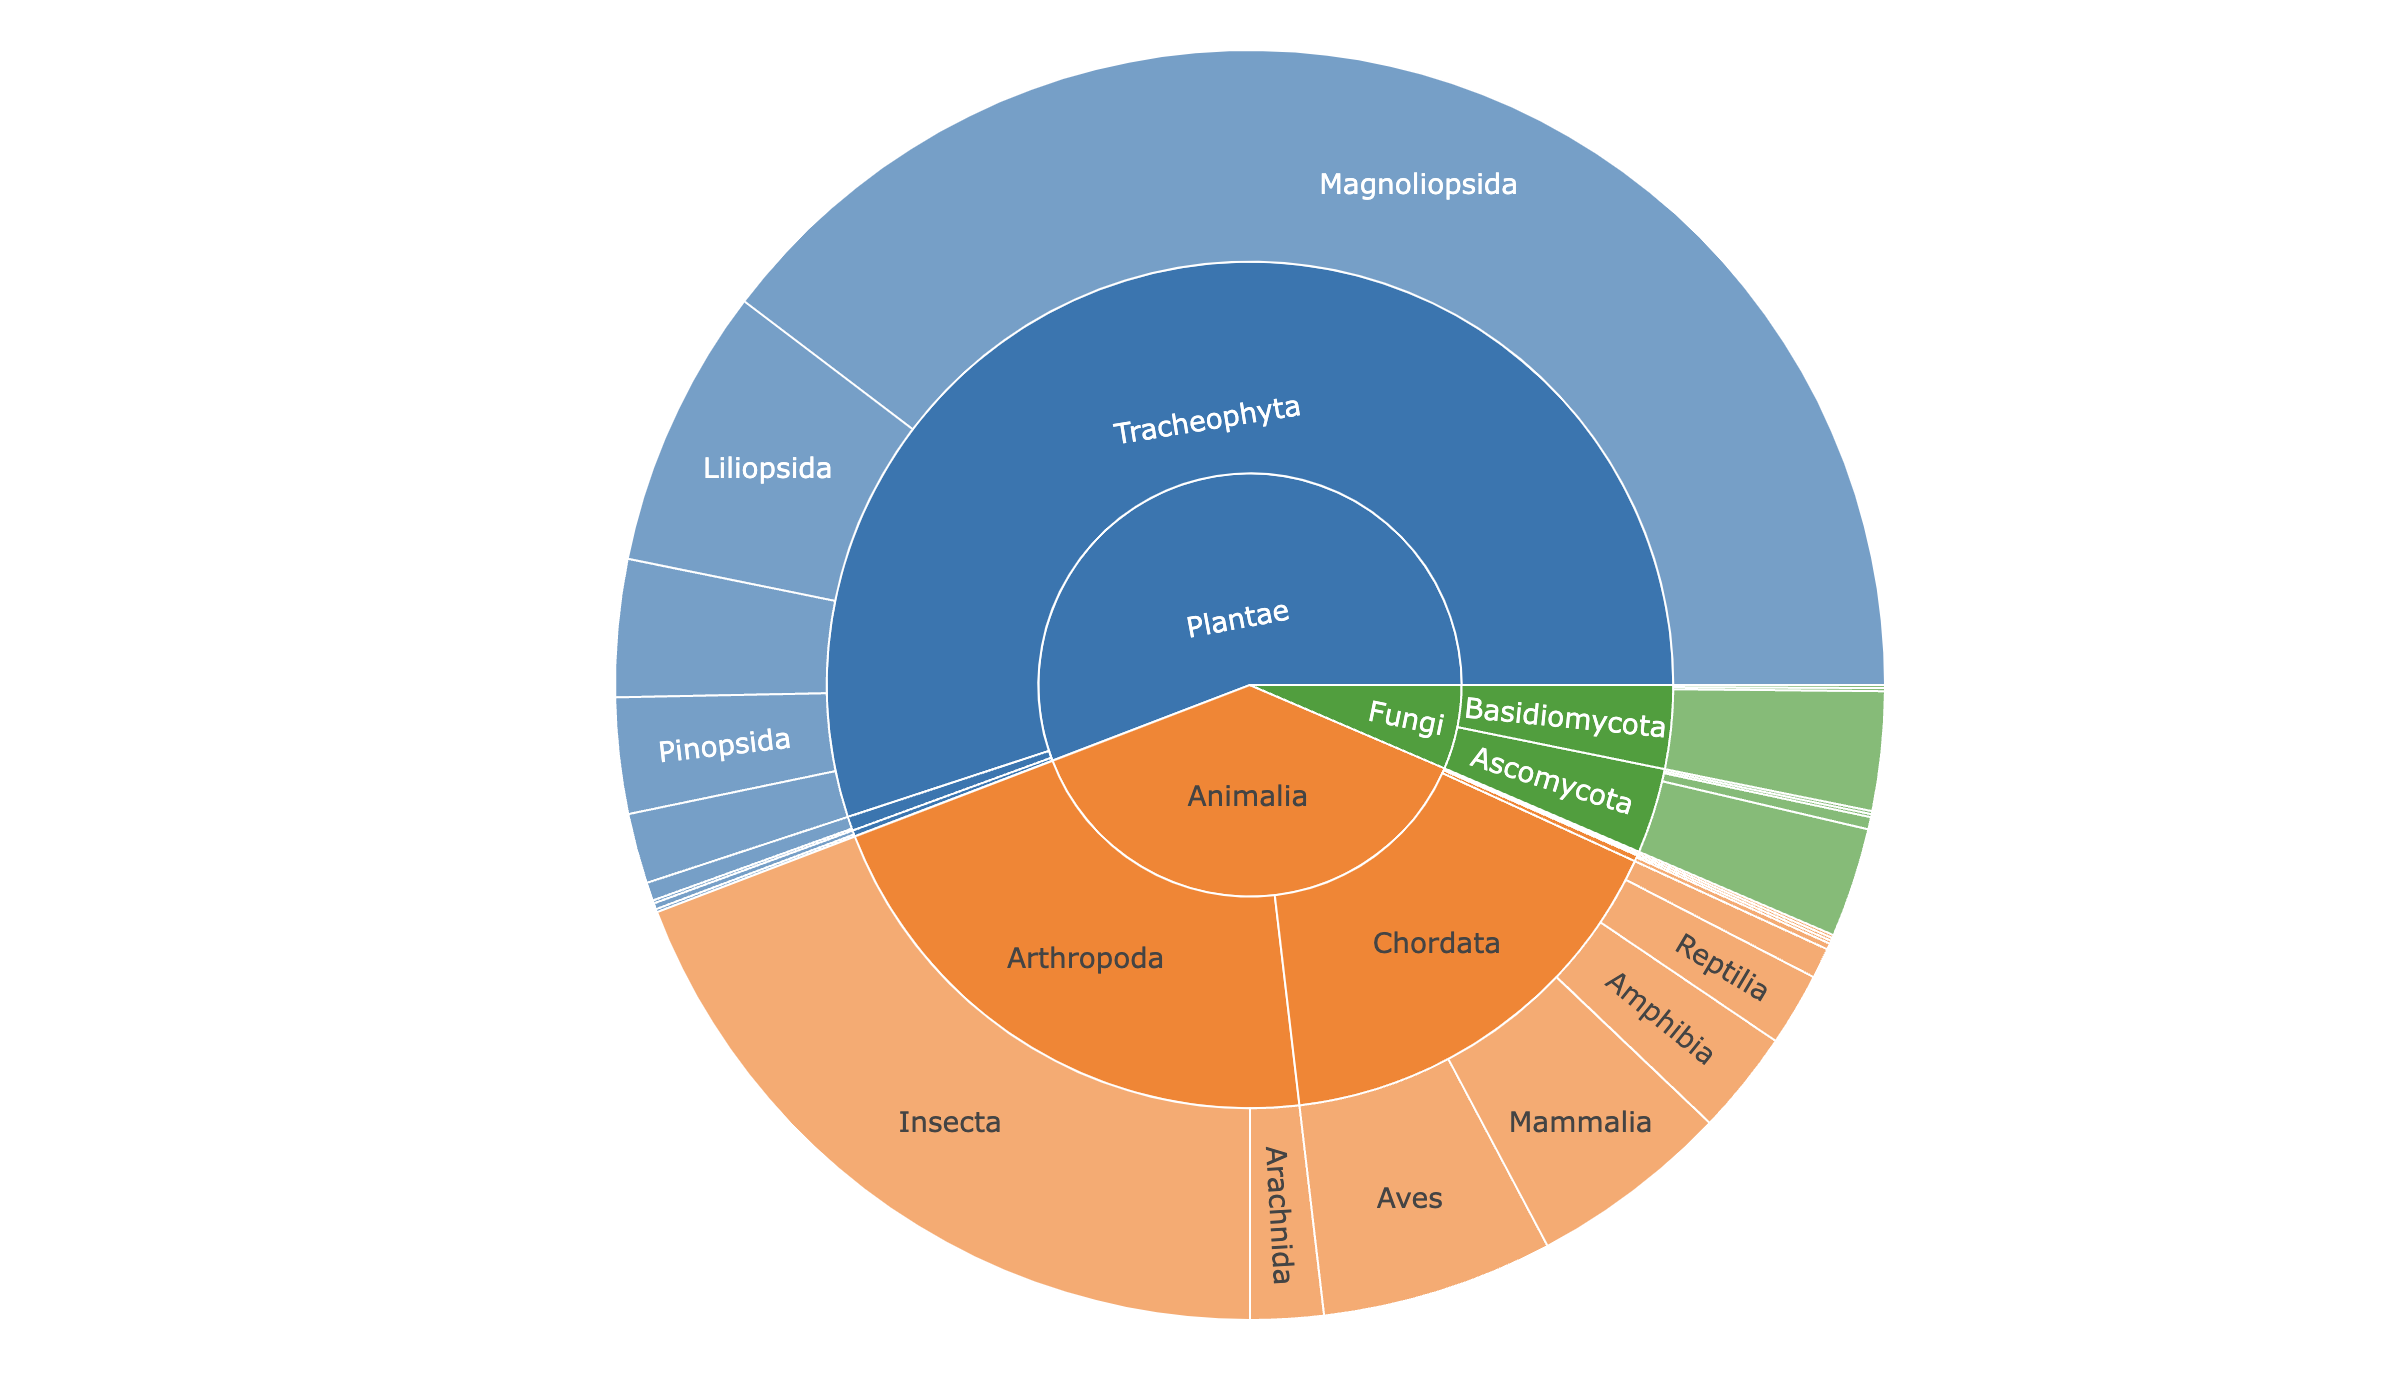 Magnoliopsida
Tracheophyta
Liliopsida
Plantae
Fungi
Basidiomycota
Pinopsida
Ascomycota
Animalia
Arthropoda
Chordata
Reptilia
Amphibia
Insecta
Mammalia
Arachnida
Aves